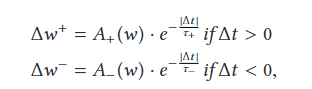 Δw⁺ = A₊(w) · e^{-|Δt|/τ₊} if Δt > 0
Δw⁻ = A₋(w) · e^{-|Δt|/τ₋} if Δt < 0,